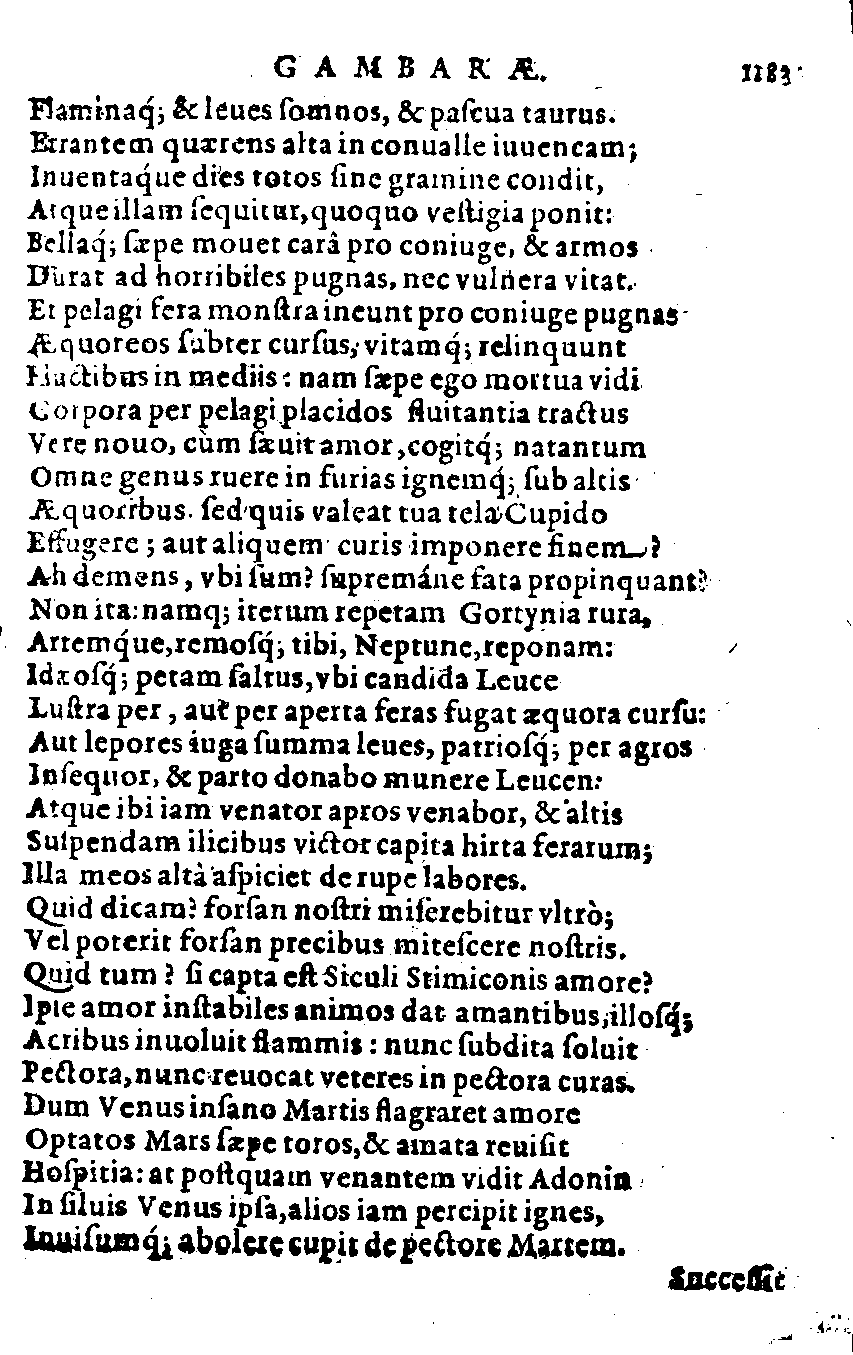 GAMBARÆ. 1183
Flaminaq́; & leues ſomnos, & paſcua taurus.
Errantem quærens alta in conualle iuuencam;
Inuentaq́ue dies totos ſine gramine condit,
Atque illam ſequitur, quoquo veſtigia ponit:
Bellaq́; ſæpe mouet carâ pro coniuge, & armos
Durat ad horribiles pugnas, nec vulnera vitat.
Et pelagi fera monſtra ineunt pro coniuge pugnas
Æquoreos ſubter curſus, vitamq́; relinquunt
Fluctibus in mediis: nam ſæpe ego mortua vidi
Corpora per pelagi placidos fluitantia tractus
Vere nouo, cùm ſæuit amor, cogitq́; natantum
Omne genus ruere in furias ignemq́; ſub altis
Æquoribus. ſed quis valeat tua tela Cupido
Effugere; aut aliquem curis imponere finem?
Ah demens, vbi ſum? ſupremáne fata propinquant?
Non ita: namq; iterum repetam Gortynia rura,
Artemq́ue, remoſq́; tibi, Neptune, reponam:
Idæoſq́; petam ſaltus, vbi candida Leuce
Luſtra per, aut per aperta feras fugat æquora curſu:
Aut lepores iuga ſumma leues, patrioſq́; per agros
Inſequor, & parto donabo munere Leucen:
Atque ibi iam venator apros venabor, & altis
Suſpendam ilicibus victor capita hirta ferarum;
Illa meos altâ aſpiciet de rupe labores.
Quid dicam? forſan noſtri miſerebitur vltrò;
Vel poterit forſan precibus miteſcere noſtris.
Quid tum? ſi capta eſt Siculi Stimiconis amore?
Ipſe amor inſtabiles animos dat amantibus, illoſq́;
Acribus inuoluit flammis: nunc ſubdita ſoluit
Pectora, nunc reuocat veteres in pectora curas.
Dum Venus inſano Martis flagraret amore
Optatos Mars ſæpe toros, & amata reuiſit
Hoſpitia: at poſtquam venantem vidit Adonin
In ſiluis Venus ipſa, alios iam percipit ignes,
Inuiſumq́; abolere cupit de pectore Martem.
Succeſſit